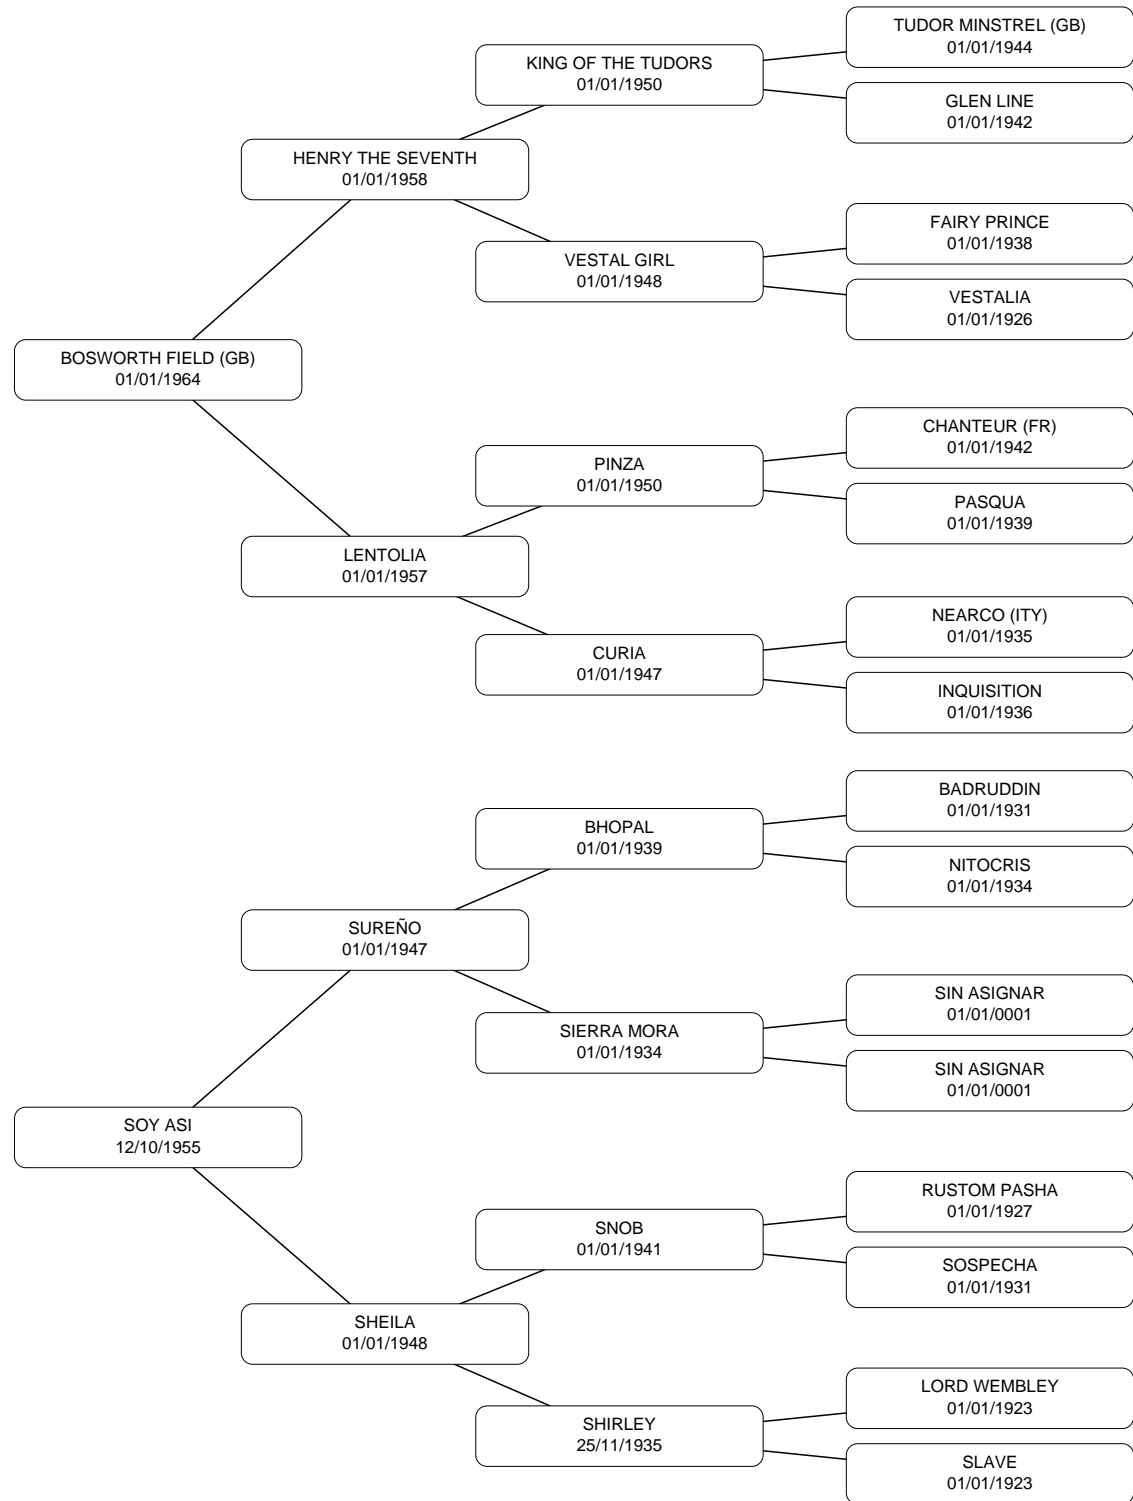 TUDOR MINSTREL (GB)
01/01/1944
KING OF THE TUDORS
01/01/1950
GLEN LINE
01/01/1942
HENRY THE SEVENTH
01/01/1958
FAIRY PRINCE
01/01/1938
VESTAL GIRL
01/01/1948
VESTALIA
01/01/1926
BOSWORTH FIELD (GB)
01/01/1964
CHANTEUR (FR)
01/01/1942
PINZA
01/01/1950
PASQUA
01/01/1939
LENTOLIA
01/01/1957
NEARCO (ITY)
01/01/1935
CURIA
01/01/1947
INQUISITION
01/01/1936
BADRUDDIN
01/01/1931
BHOPAL
01/01/1939
NITOCRIS
01/01/1934
SUREÑO
01/01/1947
SIN ASIGNAR
01/01/0001
SIERRA MORA
01/01/1934
SIN ASIGNAR
01/01/0001
SOY ASI
12/10/1955
RUSTOM PASHA
01/01/1927
SNOB
01/01/1941
SOSPECHA
01/01/1931
SHEILA
01/01/1948
LORD WEMBLEY
01/01/1923
SHIRLEY
25/11/1935
SLAVE
01/01/1923